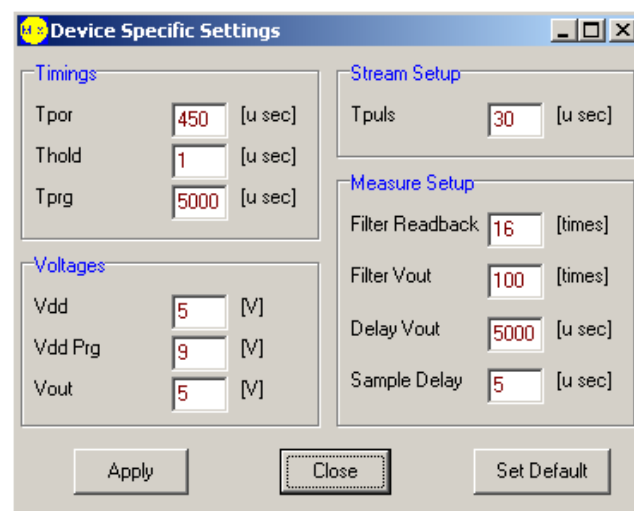 Device Specific Settings
Timings
Tpor 450 [u sec]
Thold 1 [u sec]
Tprg 5000 [u sec]
Voltages
Vdd 5 [V]
Vdd Prg 9 [V]
Vout 5 [V]
Stream Setup
Tpuls 30 [u sec]
Measure Setup
Filter Readback 16 [times]
Filter Vout 100 [times]
Delay Vout 5000 [u sec]
Sample Delay 5 [u sec]
Apply Close Set Default